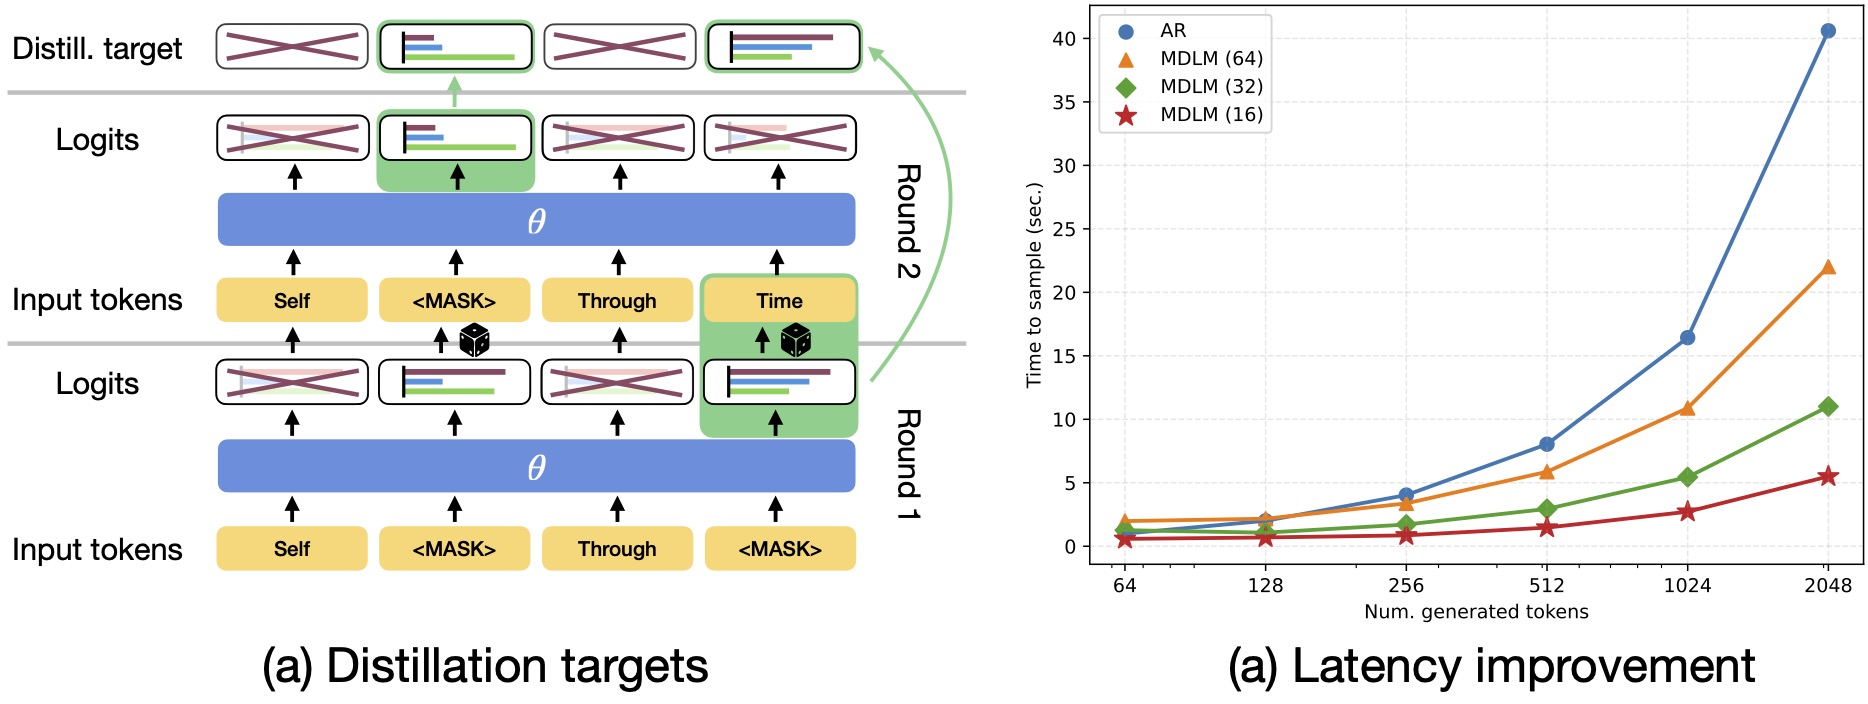 Distill. target
Logits
θ
Round 2
Input tokens
Self <MASK> Through Time
Logits
θ
Round 1
Input tokens
Self <MASK> Through <MASK>
(a) Distillation targets
AR
MDLM (64)
MDLM (32)
MDLM (16)
Time to sample (sec.)
40
35
30
25
20
15
10
5
0
64 128 256 512 1024 2048
Num. generated tokens
(a) Latency improvement